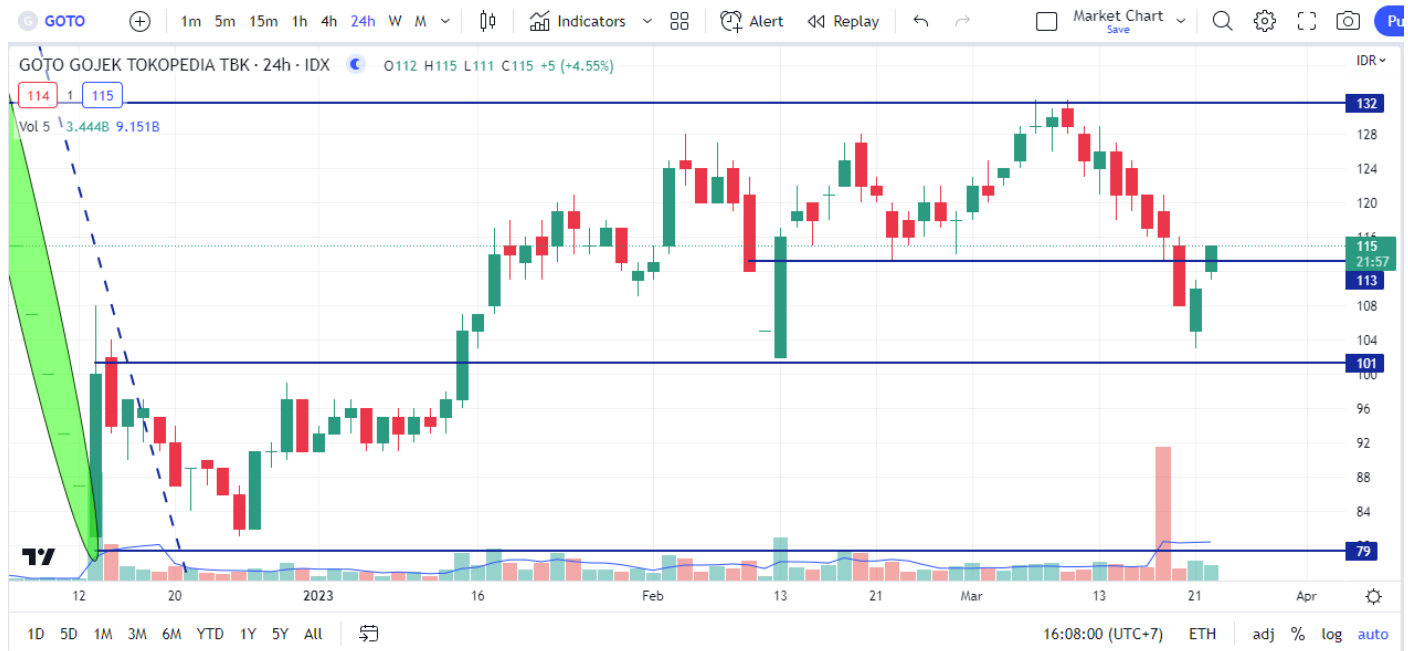 G GOTO 1m 5m 15m 1h 4h 24h W M Indicators Alert Replay Market Chart Save Pu
GOTO GOJEK TOKOPEDIA TBK · 24h · IDX O112 H115 L111 C115 +5 (+4.55%) IDR
114 1 115
Vol 5 3.444B 9.151B
132
128
124
120
116
115
21:57
113
108
104
101
100
96
92
88
84
79
12 20 2023 16 Feb 13 21 Mar 13 21 Apr
1D 5D 1M 3M 6M YTD 1Y 5Y All 16:08:00 (UTC+7) ETH adj % log auto